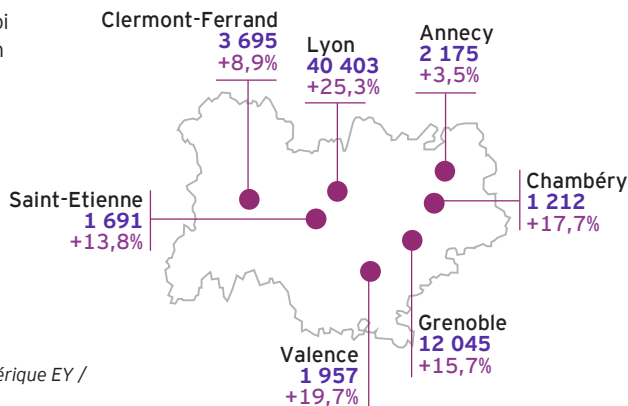 Clermont-Ferrand
3 695
+8,9%
Lyon
40 403
+25,3%
Annecy
2 175
+3,5%
Saint-Etienne
1 691
+13,8%
Chambéry
1 212
+17,7%
Grenoble
12 045
+15,7%
Valence
1 957
+19,7%
EY /